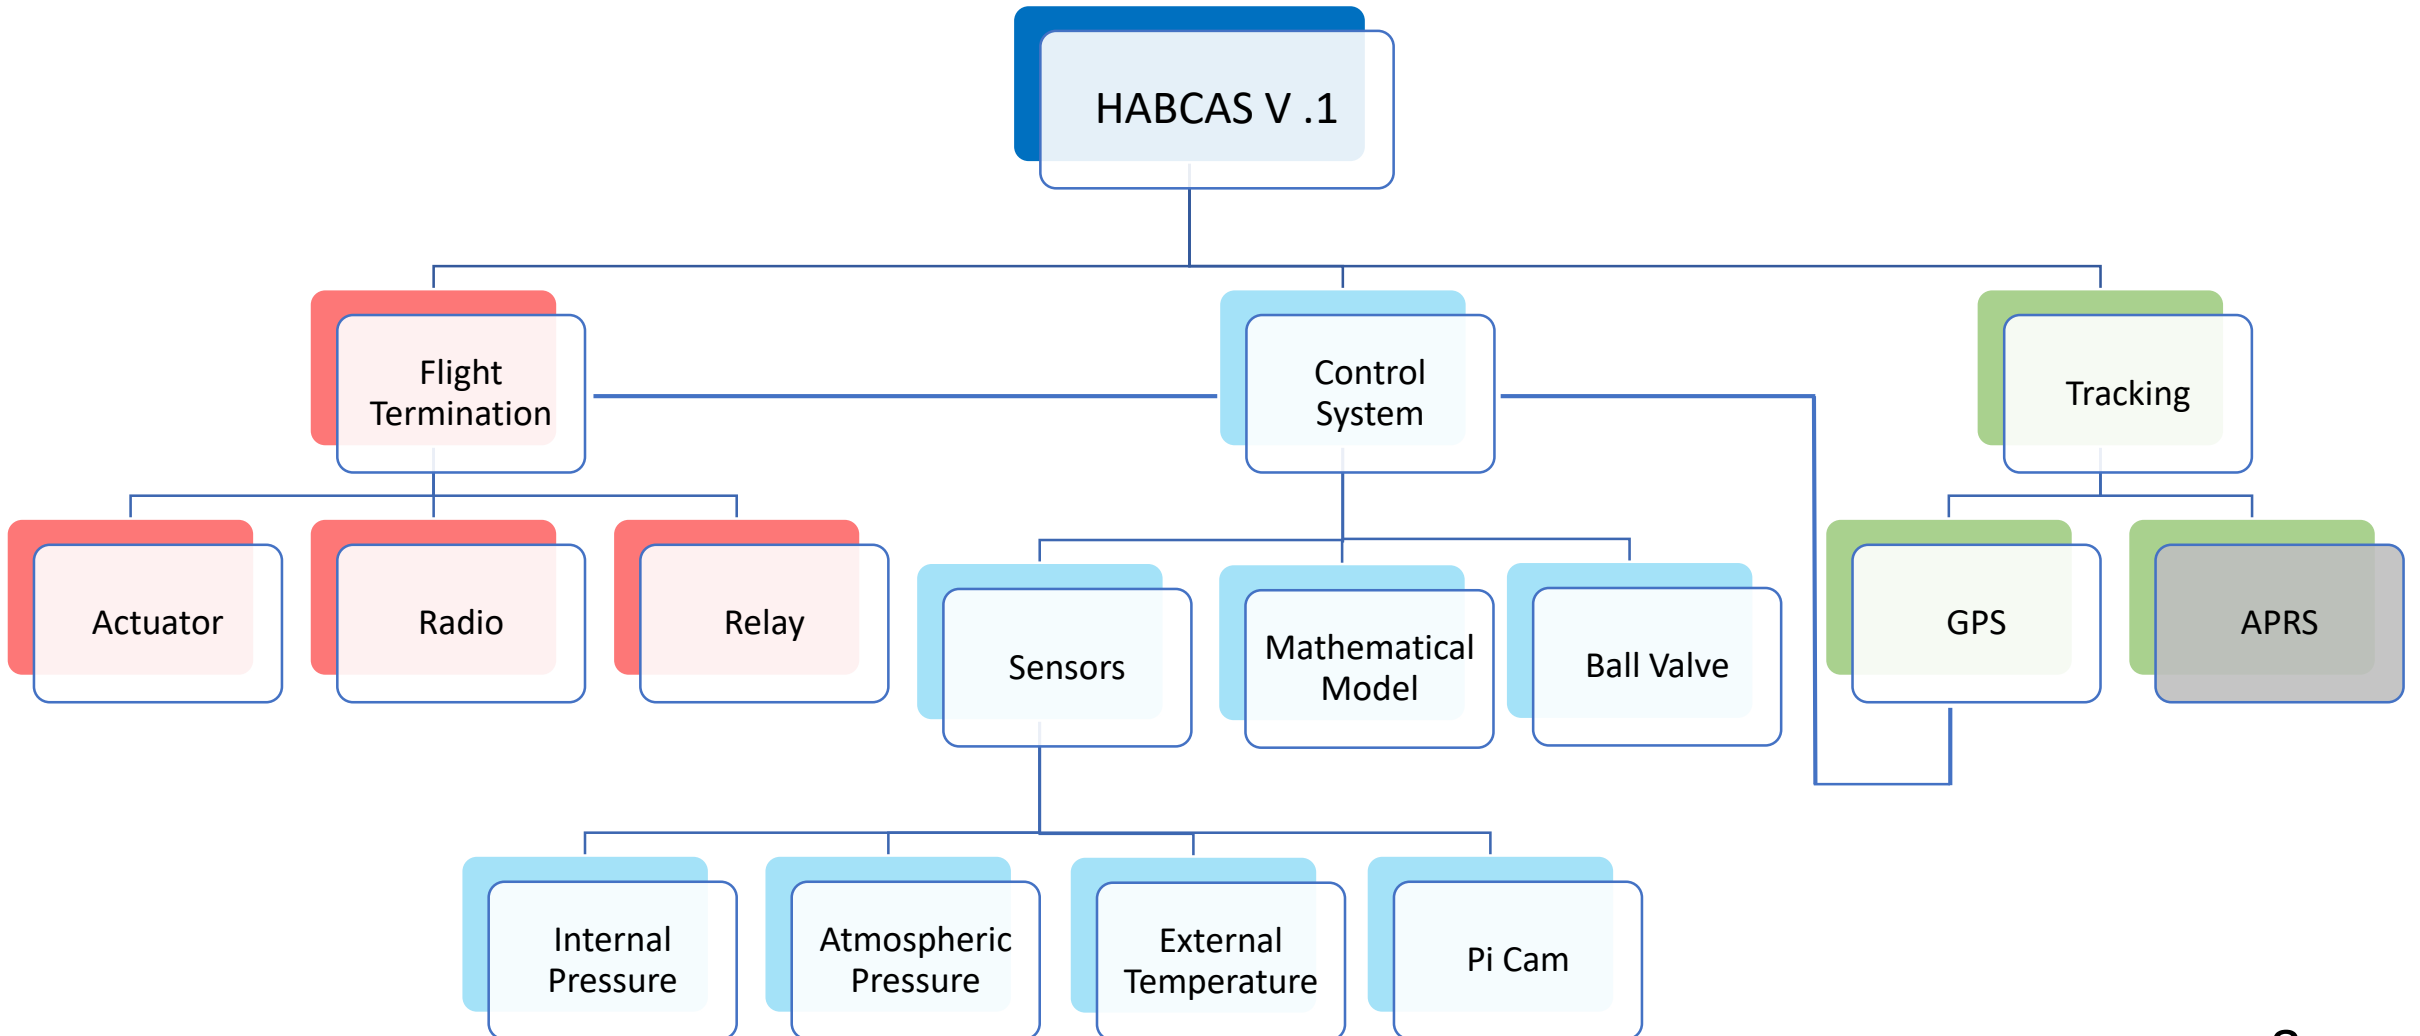 HABCAS V .1
Flight
Termination
Control
System
Tracking
Actuator
Radio
Relay
Sensors
Mathematical
Model
Ball Valve
GPS
APRS
Internal
Pressure
Atmospheric
Pressure
External
Temperature
Pi Cam